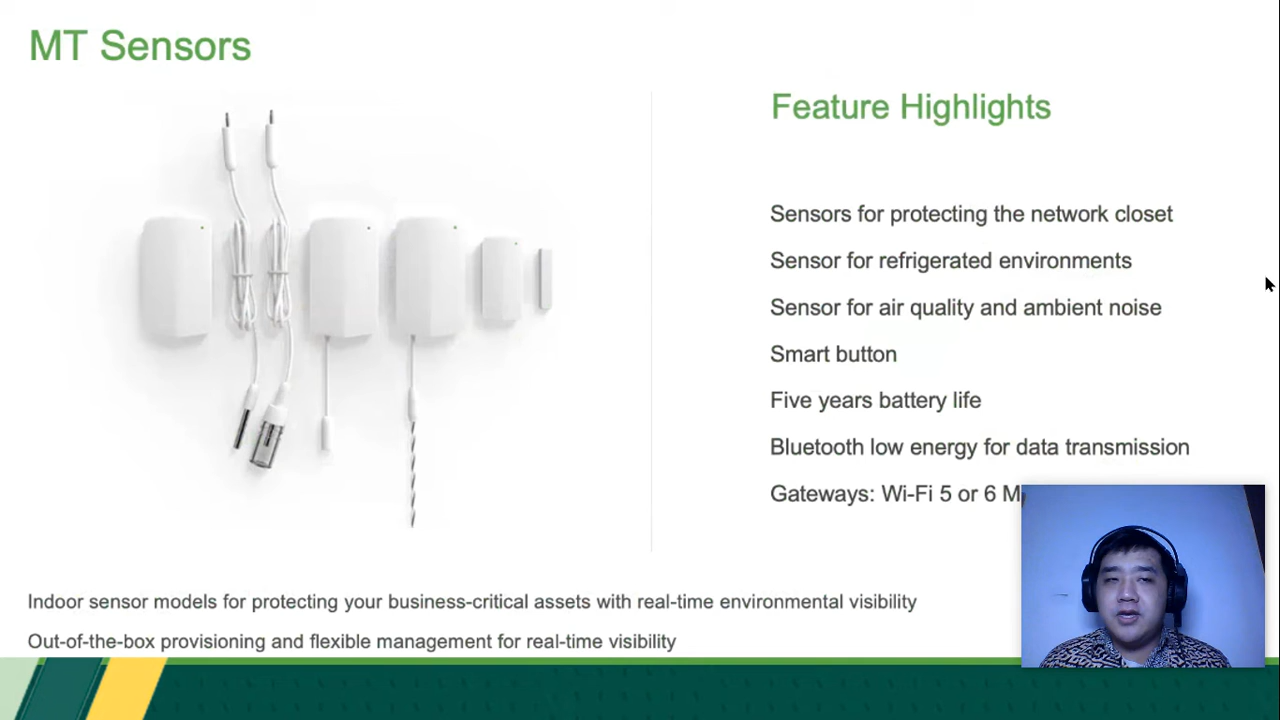 MT Sensors
Feature Highlights
Sensors for protecting the network closet
Sensor for refrigerated environments
Sensor for air quality and ambient noise
Smart button
Five years battery life
Bluetooth low energy for data transmission
Gateways: Wi-Fi 5 or 6 M
Indoor sensor models for protecting your business-critical assets with real-time environmental visibility
Out-of-the-box provisioning and flexible management for real-time visibility